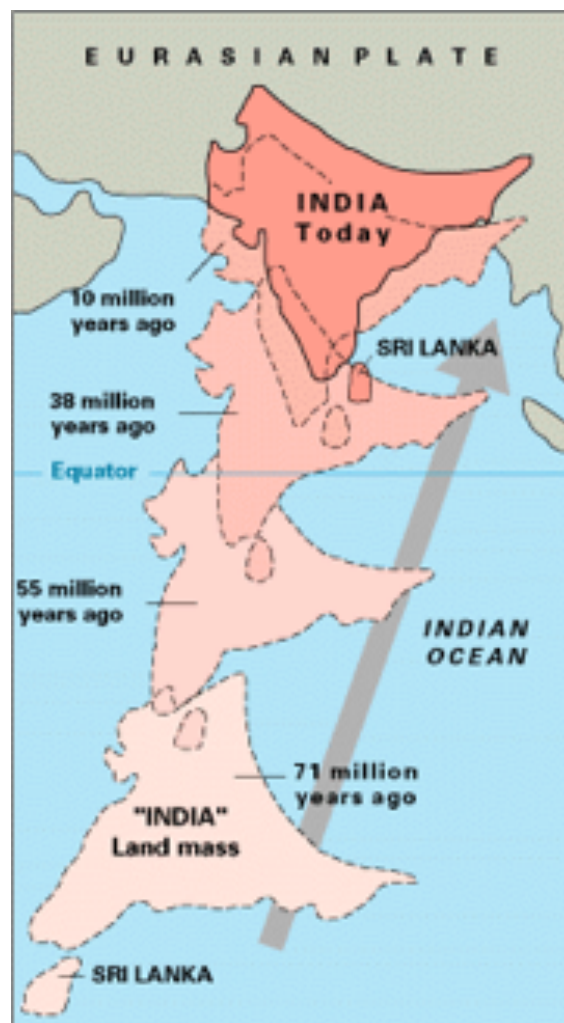 EURASIAN PLATE
INDIA
Today
10 million
years ago
SRI LANKA
38 million
years ago
Equator
55 million
years ago
INDIAN
OCEAN
71 million
years ago
"INDIA"
Land mass
SRI LANKA